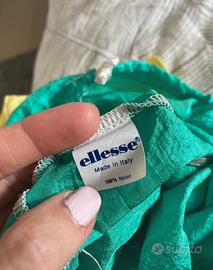 ellesse
Made in Italy
100% Nylon
subito